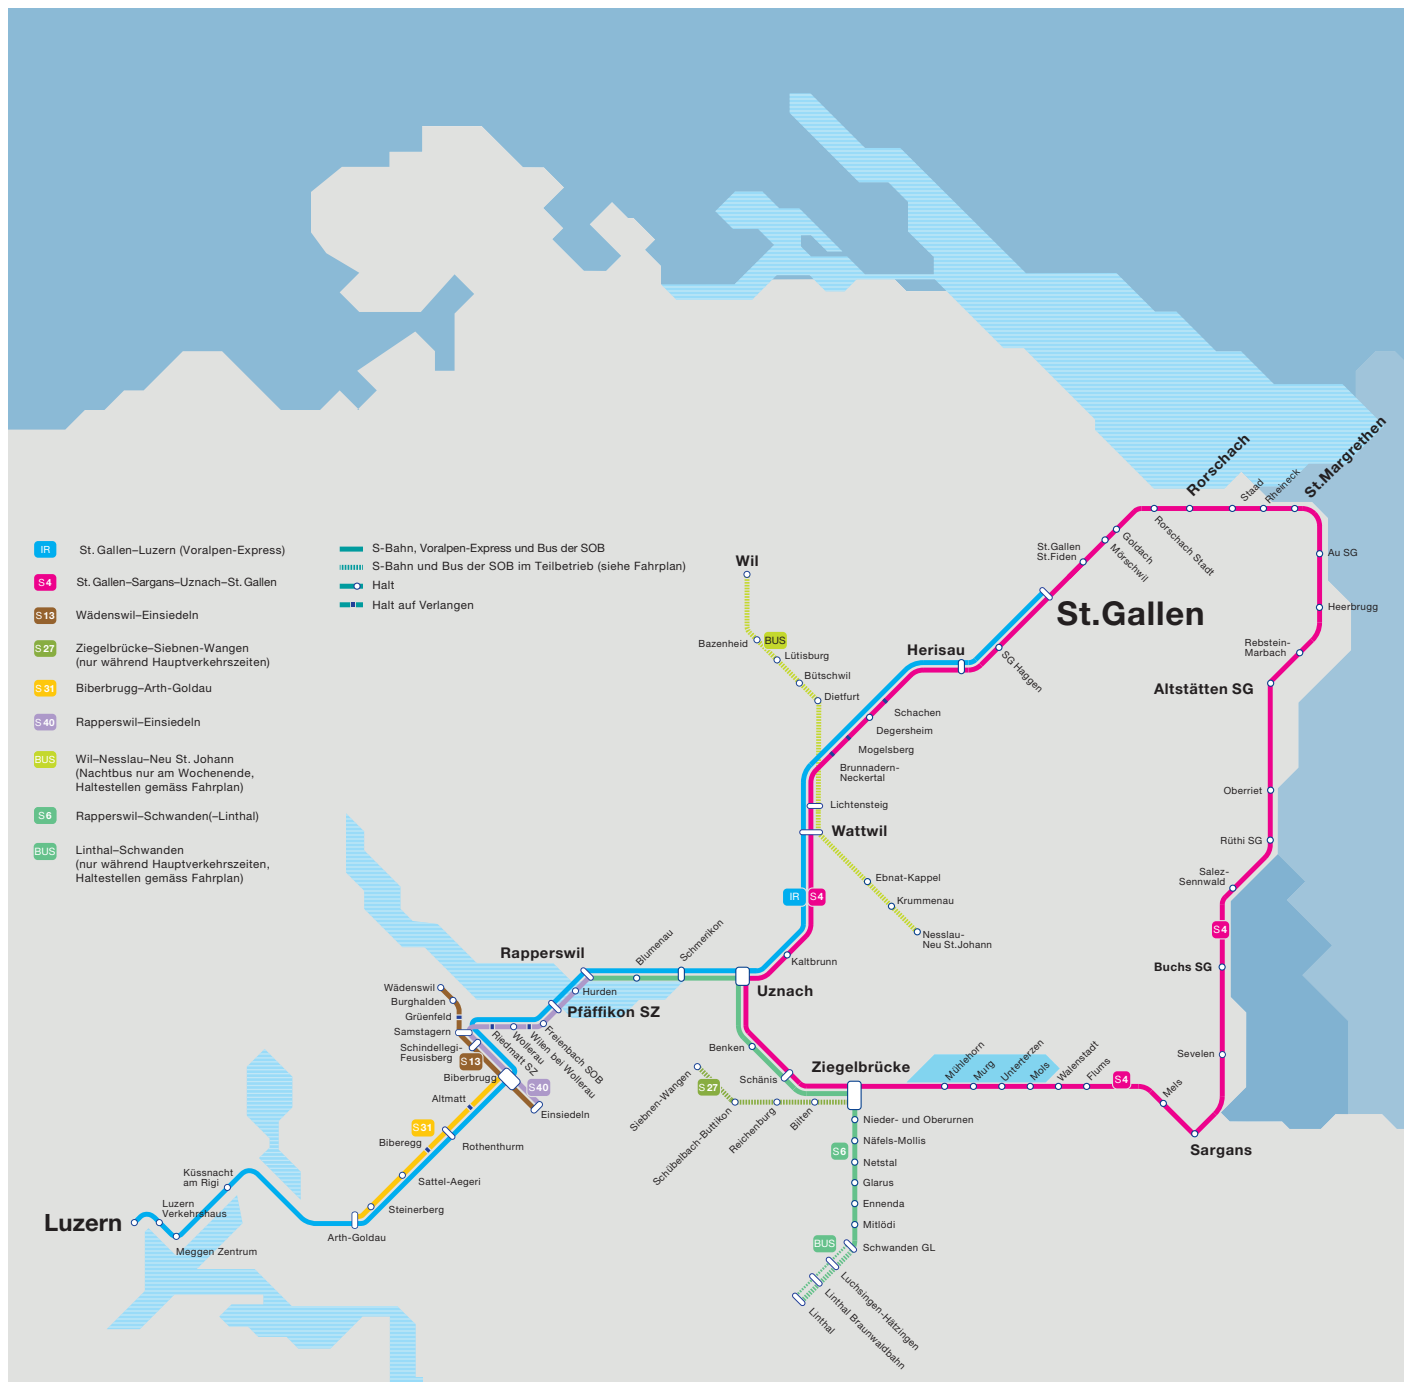 IR St. Gallen–Luzern (Voralpen-Express)
S4 St. Gallen–Sargans–Uznach–St. Gallen
S13 Wädenswil–Einsiedeln
S27 Ziegelbrücke–Siebnen-Wangen
(nur während Hauptverkehrszeiten)
S31 Biberbrugg–Arth-Goldau
S40 Rapperswil–Einsiedeln
BUS Wil–Nesslau–Neu St. Johann
(Nachtbus nur am Wochenende,
Haltestellen gemäss Fahrplan)
S6 Rapperswil–Schwanden(–Linthal)
BUS Linthal–Schwanden
(nur während Hauptverkehrszeiten,
Haltestellen gemäss Fahrplan)
S-Bahn, Voralpen-Express und Bus der SOB
S-Bahn und Bus der SOB im Teilbetrieb (siehe Fahrplan)
Halt
Halt auf Verlangen
Rorschach
Staad
Rheineck
St.Margrethen
Rorschach Stadt
Goldach
Mörschwil
St.Gallen
St.Fiden
St.Gallen
Au SG
Heerbrugg
Rebstein-
Marbach
Altstätten SG
Oberriet
Rüthi SG
Salez-
Sennwald
S4
Buchs SG
Sevelen
Sargans
Mels
S4
Flums
Walenstadt
Mols
Unterterzen
Murg
Mühlehorn
Wil
Bazenheid
BUS
Lütisburg
Bütschwil
Dietfurt
Herisau
SG Haggen
Schachen
Degersheim
Mogelsberg
Brunnadern-
Neckertal
Lichtensteig
Wattwil
Ebnat-Kappel
Krummenau
Nesslau-
Neu St.Johann
IR
S4
Kaltbrunn
Uznach
Schmerikon
Blumenau
Rapperswil
Hurden
Pfäffikon SZ
Freienbach SOB
Wilen bei Wollerau
Wollerau
Riedmatt SZ
Wädenswil
Burghalden
Grüenfeld
Samstagern
Schindellegi-
Feusisberg
S13
Biberbrugg
S40
Einsiedeln
Altmatt
S31
Biberegg
Rothenthurm
Sattel-Aegeri
Steinerberg
Arth-Goldau
Küssnacht
am Rigi
Luzern
Verkehrshaus
Luzern
Meggen Zentrum
Benken
Schänis
Ziegelbrücke
Siebnen-Wangen
S27
Schübelbach-Buttikon
Reichenburg
Bilten
Nieder- und Oberurnen
Näfels-Mollis
S6
Netstal
Glarus
Ennenda
Mitlödi
BUS
Schwanden GL
Luchsingen-Hätzingen
Linthal Braunwaldbahn
Linthal